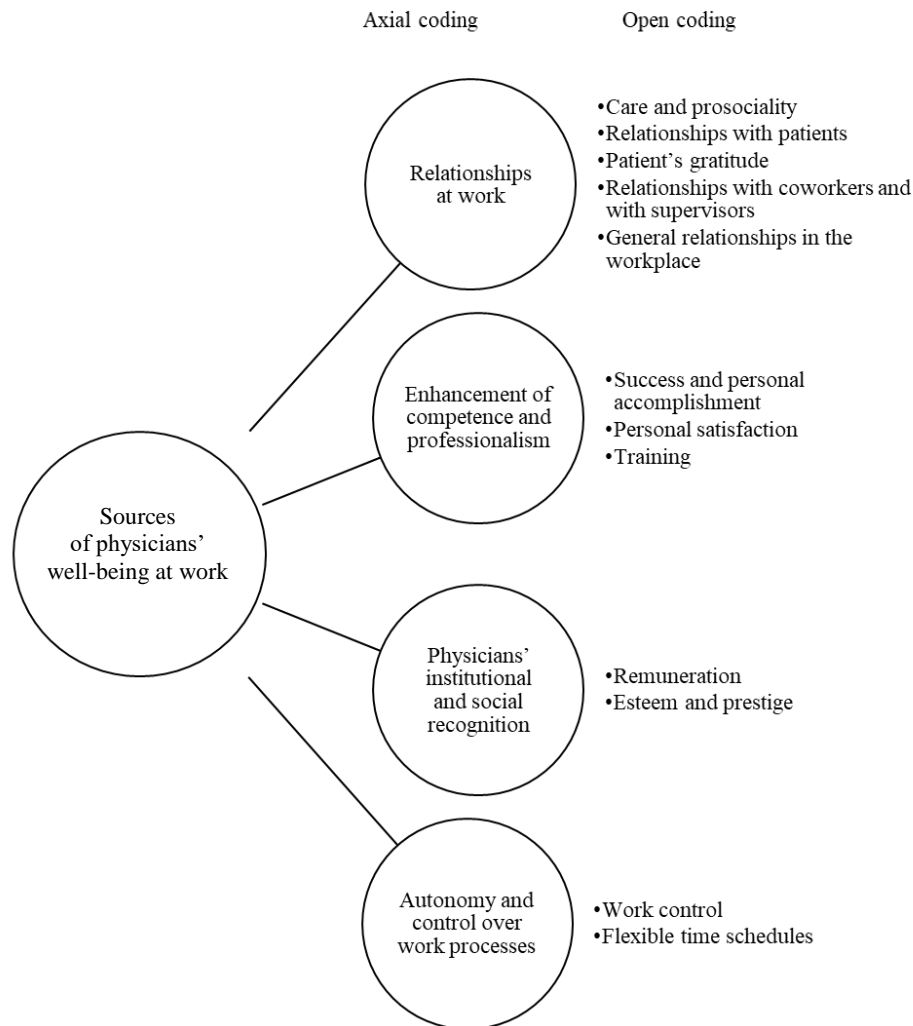 Axial coding
Open coding
Relationships
at work
•Care and prosociality
•Relationships with patients
•Patient’s gratitude
•Relationships with coworkers and
with supervisors
•General relationships in the
workplace
Enhancement of
competence and
professionalism
•Success and personal
accomplishment
•Personal satisfaction
•Training
Sources
of physicians’
well-being at work
Physicians’
institutional
and social
recognition
•Remuneration
•Esteem and prestige
Autonomy and
control over
work processes
•Work control
•Flexible time schedules